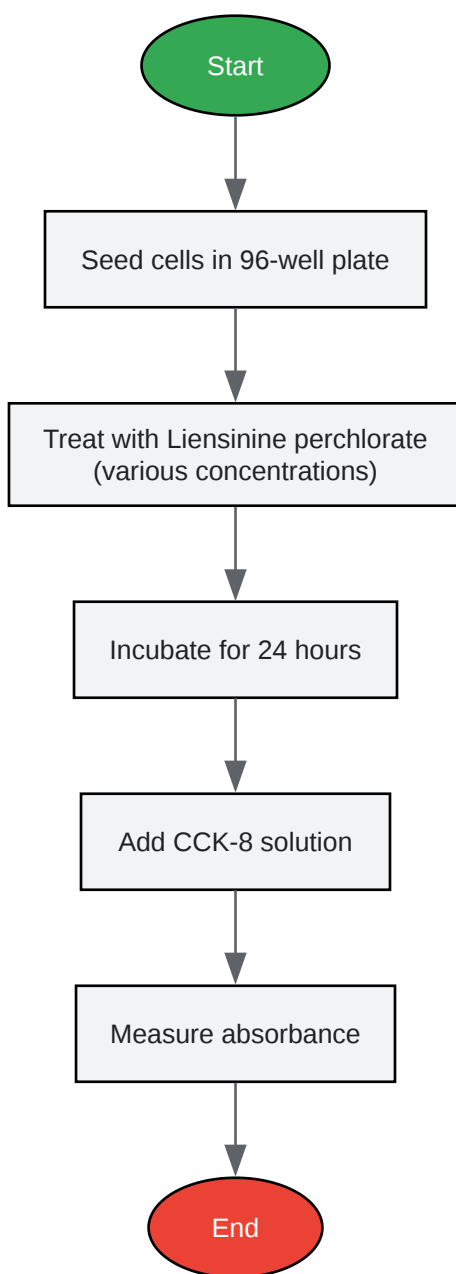 Start
Seed cells in 96-well plate
Treat with Liensinine perchlorate
(various concentrations)
Incubate for 24 hours
Add CCK-8 solution
Measure absorbance
End